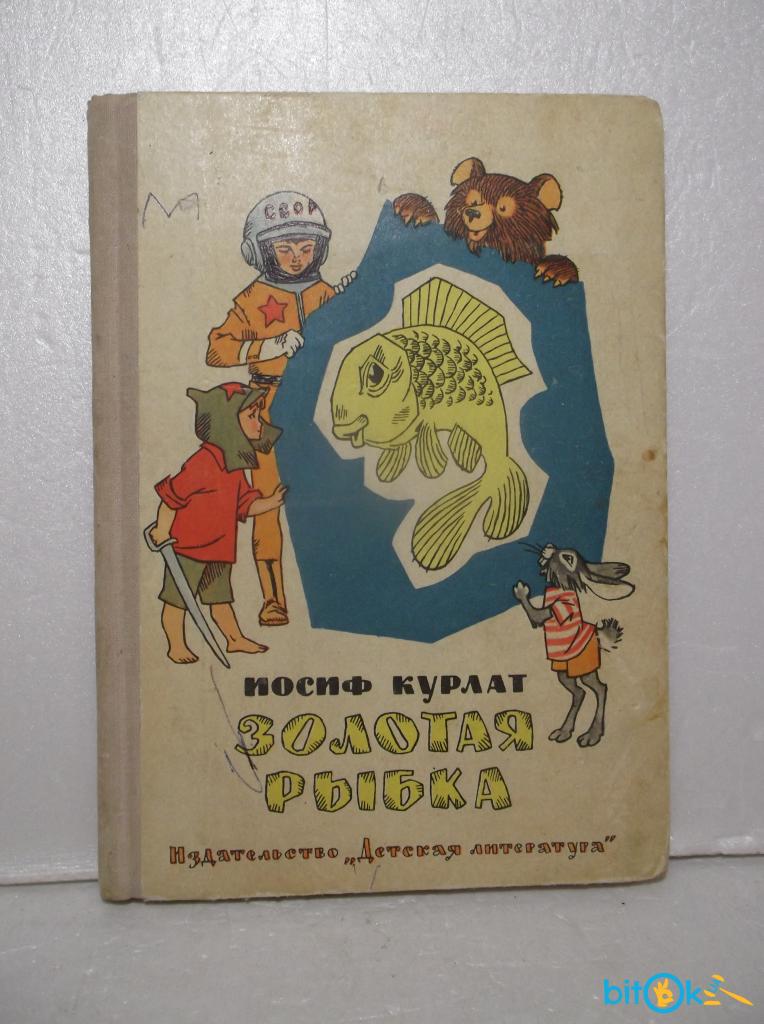 СССР
ИОСИФ КУРЛАТ
ЗОЛОТАЯ
РЫБКА
Издательство „Детская литература"
bitOk